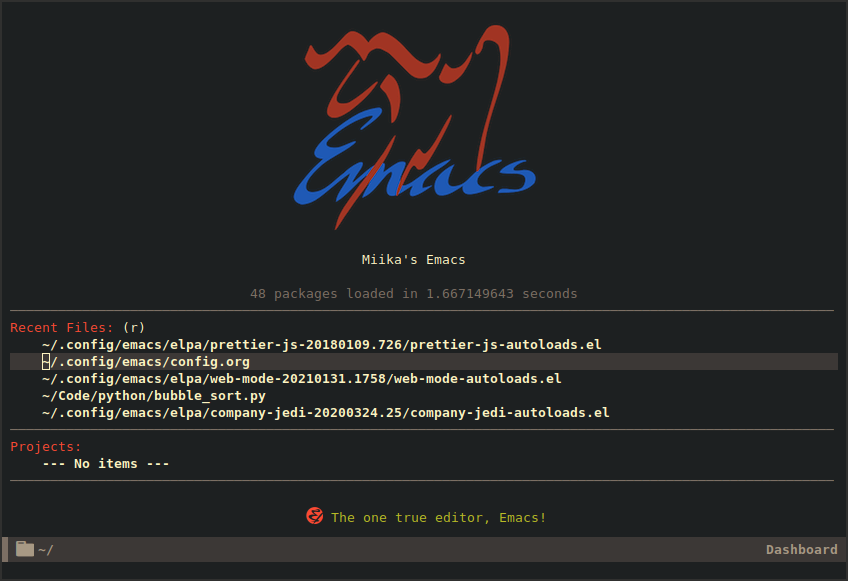 Emacs
Miika's Emacs
48 packages loaded in 1.667149643 seconds
Recent Files: (r)
~/.config/emacs/elpa/prettier-js-20180109.726/prettier-js-autoloads.el
~/.config/emacs/config.org
~/.config/emacs/elpa/web-mode-20210131.1758/web-mode-autoloads.el
~/Code/python/bubble_sort.py
~/.config/emacs/elpa/company-jedi-20200324.25/company-jedi-autoloads.el
Projects:
--- No items ---
The one true editor, Emacs!
~/ Dashboard